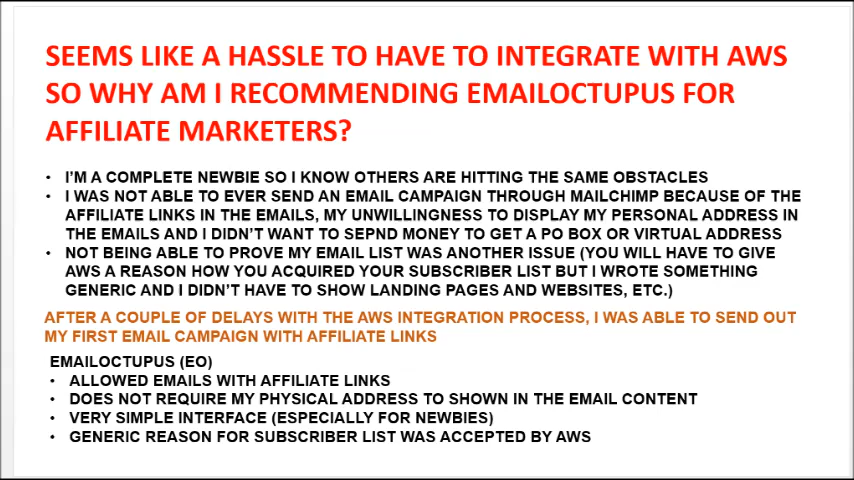 SEEMS LIKE A HASSLE TO HAVE TO INTEGRATE WITH AWS
SO WHY AM I RECOMMENDING EMAILOCTUPUS FOR
AFFILIATE MARKETERS?
• I'M A COMPLETE NEWBIE SO I KNOW OTHERS ARE HITTING THE SAME OBSTACLES
• I WAS NOT ABLE TO EVER SEND AN EMAIL CAMPAIGN THROUGH MAILCHIMP BECAUSE OF THE
AFFILIATE LINKS IN THE EMAILS, MY UNWILLINGNESS TO DISPLAY MY PERSONAL ADDRESS IN
THE EMAILS AND I DIDN'T WANT TO SEPND MONEY TO GET A PO BOX OR VIRTUAL ADDRESS
• NOT BEING ABLE TO PROVE MY EMAIL LIST WAS ANOTHER ISSUE (YOU WILL HAVE TO GIVE
AWS A REASON HOW YOU ACQUIRED YOUR SUBSCRIBER LIST BUT I WROTE SOMETHING
GENERIC AND I DIDN'T HAVE TO SHOW LANDING PAGES AND WEBSITES, ETC.)
AFTER A COUPLE OF DELAYS WITH THE AWS INTEGRATION PROCESS, I WAS ABLE TO SEND OUT
MY FIRST EMAIL CAMPAIGN WITH AFFILIATE LINKS
EMAILOCTUPUS (EO)
• ALLOWED EMAILS WITH AFFILIATE LINKS
• DOES NOT REQUIRE MY PHYSICAL ADDRESS TO SHOWN IN THE EMAIL CONTENT
• VERY SIMPLE INTERFACE (ESPECIALLY FOR NEWBIES)
• GENERIC REASON FOR SUBSCRIBER LIST WAS ACCEPTED BY AWS